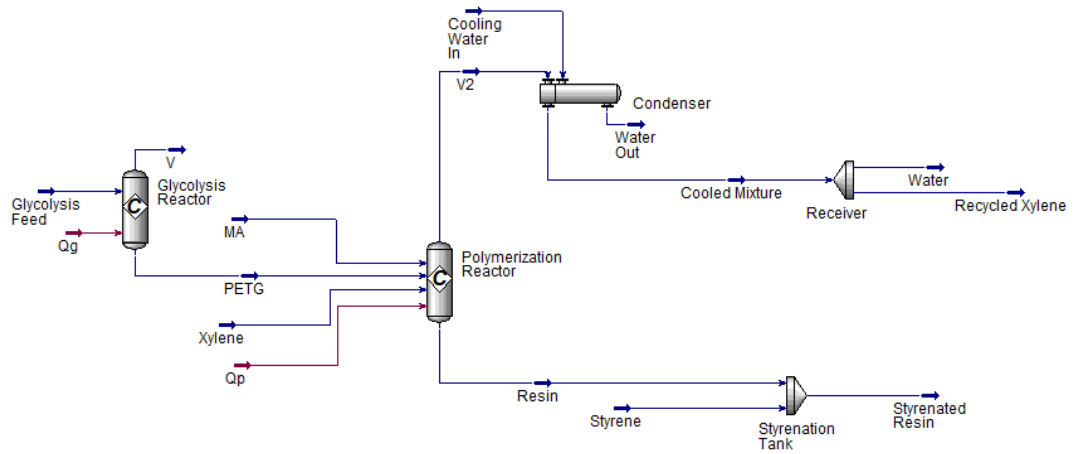 Cooling
Water
In
V2
Condenser
Water
Out
V
Glycolysis
Reactor
C
Glycolysis
Feed
Qg
Cooled Mixture
Receiver
Water
Recycled Xylene
MA
Polymerization
Reactor
C
PETG
Xylene
Qp
Resin
Styrene
Styrenation
Tank
Styrenated
Resin